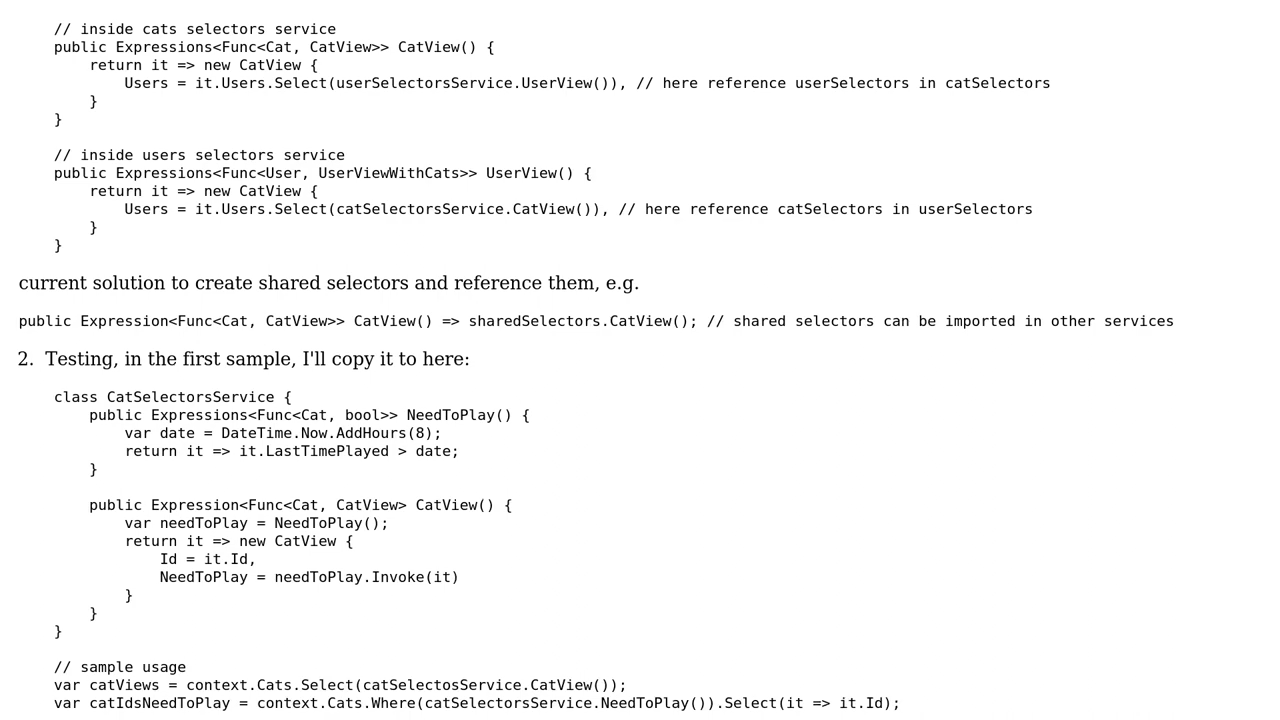 // inside cats selectors service
public Expressions<Func<Cat, CatView>> CatView() {
return it => new CatView {
Users = it.Users.Select(userSelectorsService.UserView()), // here reference userSelectors in catSelectors
}
}
// inside users selectors service
public Expressions<Func<User, UserViewWithCats>> UserView() {
return it => new CatView {
Users = it.Users.Select(catSelectorsService.CatView()), // here reference catSelectors in userSelectors
}
}
current solution to create shared selectors and reference them, e.g.
public Expression<Func<Cat, CatView>> CatView() => sharedSelectors.CatView(); // shared selectors can be imported in other services
2. Testing, in the first sample, I'll copy it to here:
class CatSelectorsService {
public Expressions<Func<Cat, bool>> NeedToPlay() {
var date = DateTime.Now.AddHours(8);
return it => it.LastTimePlayed > date;
}
public Expression<Func<Cat, CatView> CatView() {
var needToPlay = NeedToPlay();
return it => new CatView {
Id = it.Id,
NeedToPlay = needToPlay.Invoke(it)
}
}
}
// sample usage
var catViews = context.Cats.Select(catSelectosService.CatView());
var catIdsNeedToPlay = context.Cats.Where(catSelectorsService.NeedToPlay()).Select(it => it.Id);